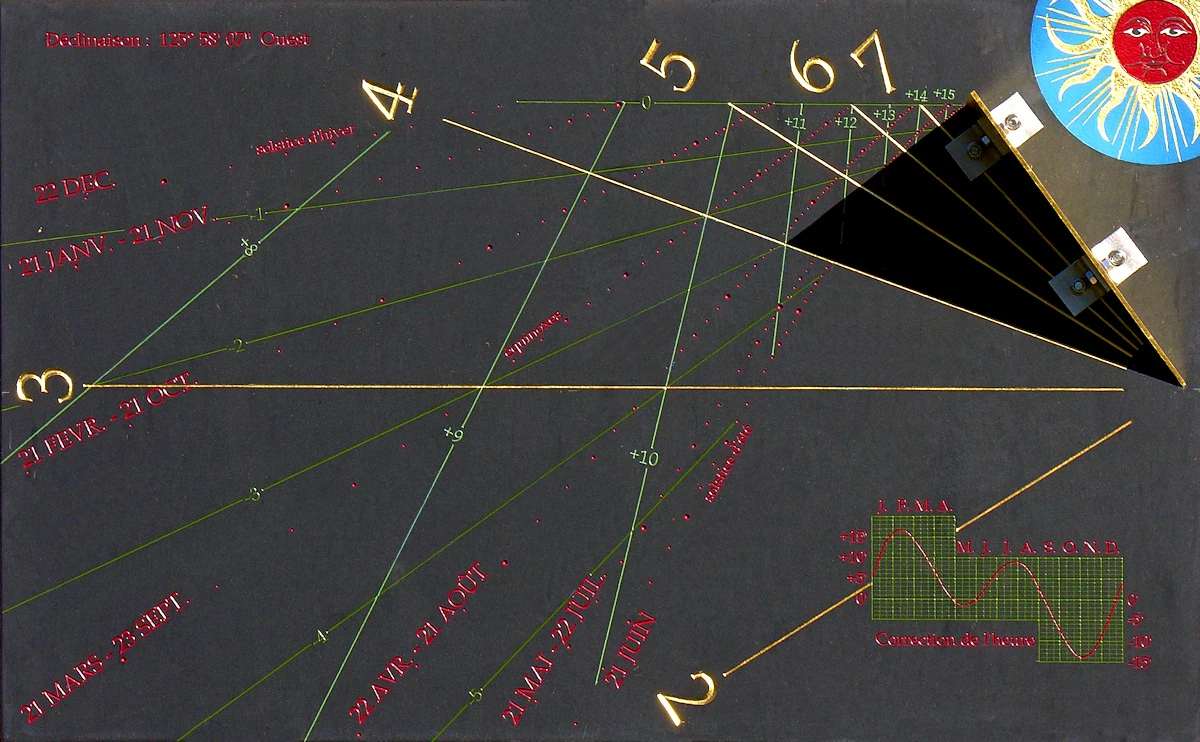 Déclinaison : 125° 58' 07" Ouest
4
5
6
7
0
+14
+15
+11
+12
+13
solstice d'hiver
22 DEC.
-1
21 JANV. - 21 NOV.
+8
-2
équinoxes
3
21 FEVR. - 21 OCT.
+9
+10
-3
solstice d'été
J. F. M. A.
+15'
+10'
+5'
0'
M. J. J. A. S. O. N. D.
0'
-5'
-10'
-15'
Correction de l'heure
21 MARS - 23 SEPT.
-4
22 AVR. - 21 AOÛT
21 MAI - 22 JUIL.
21 JUIN
-5
2